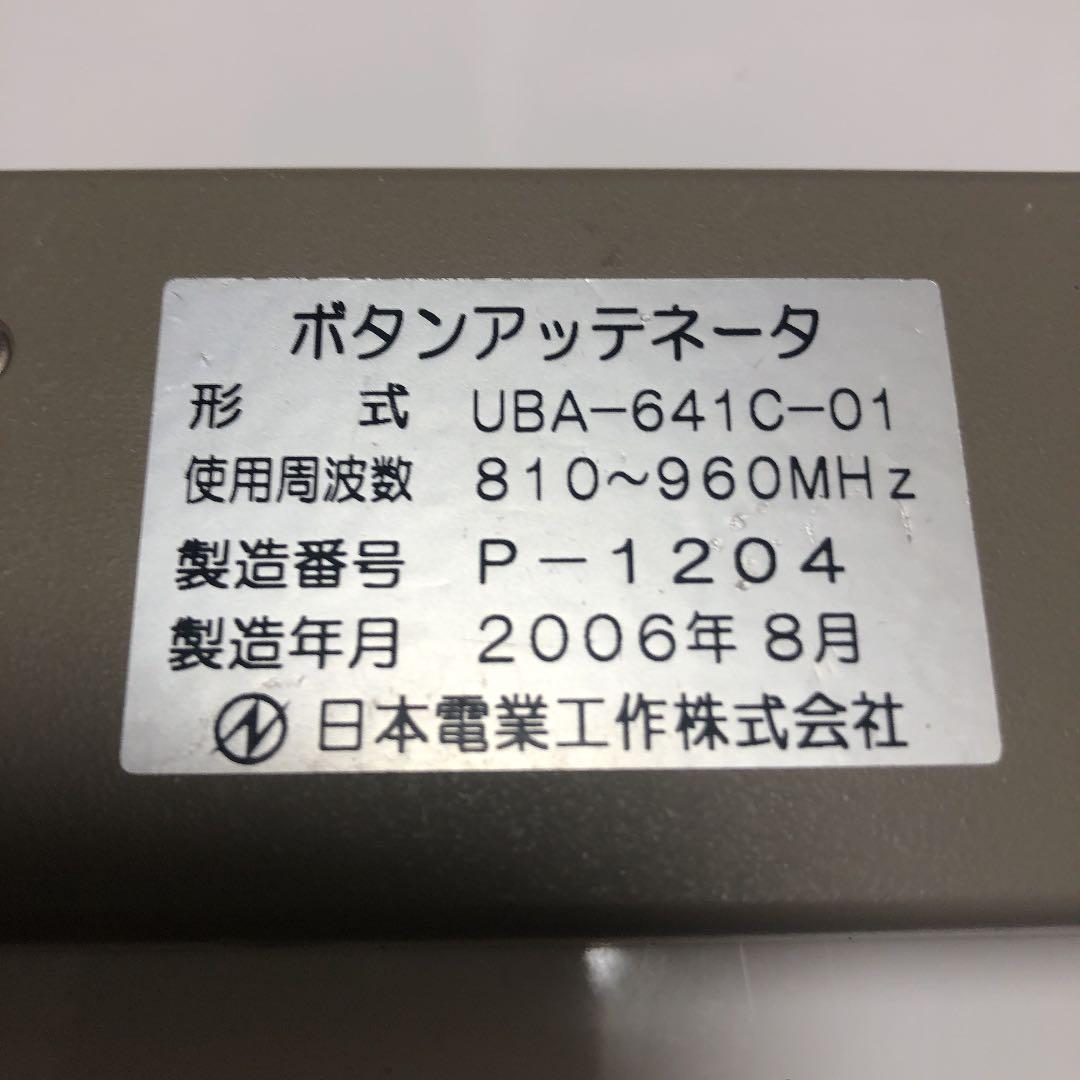 ボタンアッテネータ
形 式 UBA-641C-01
使用周波数 810~960MHz
製造番号 P-1204
製造年月 2006年 8月
日本電業工作株式会社